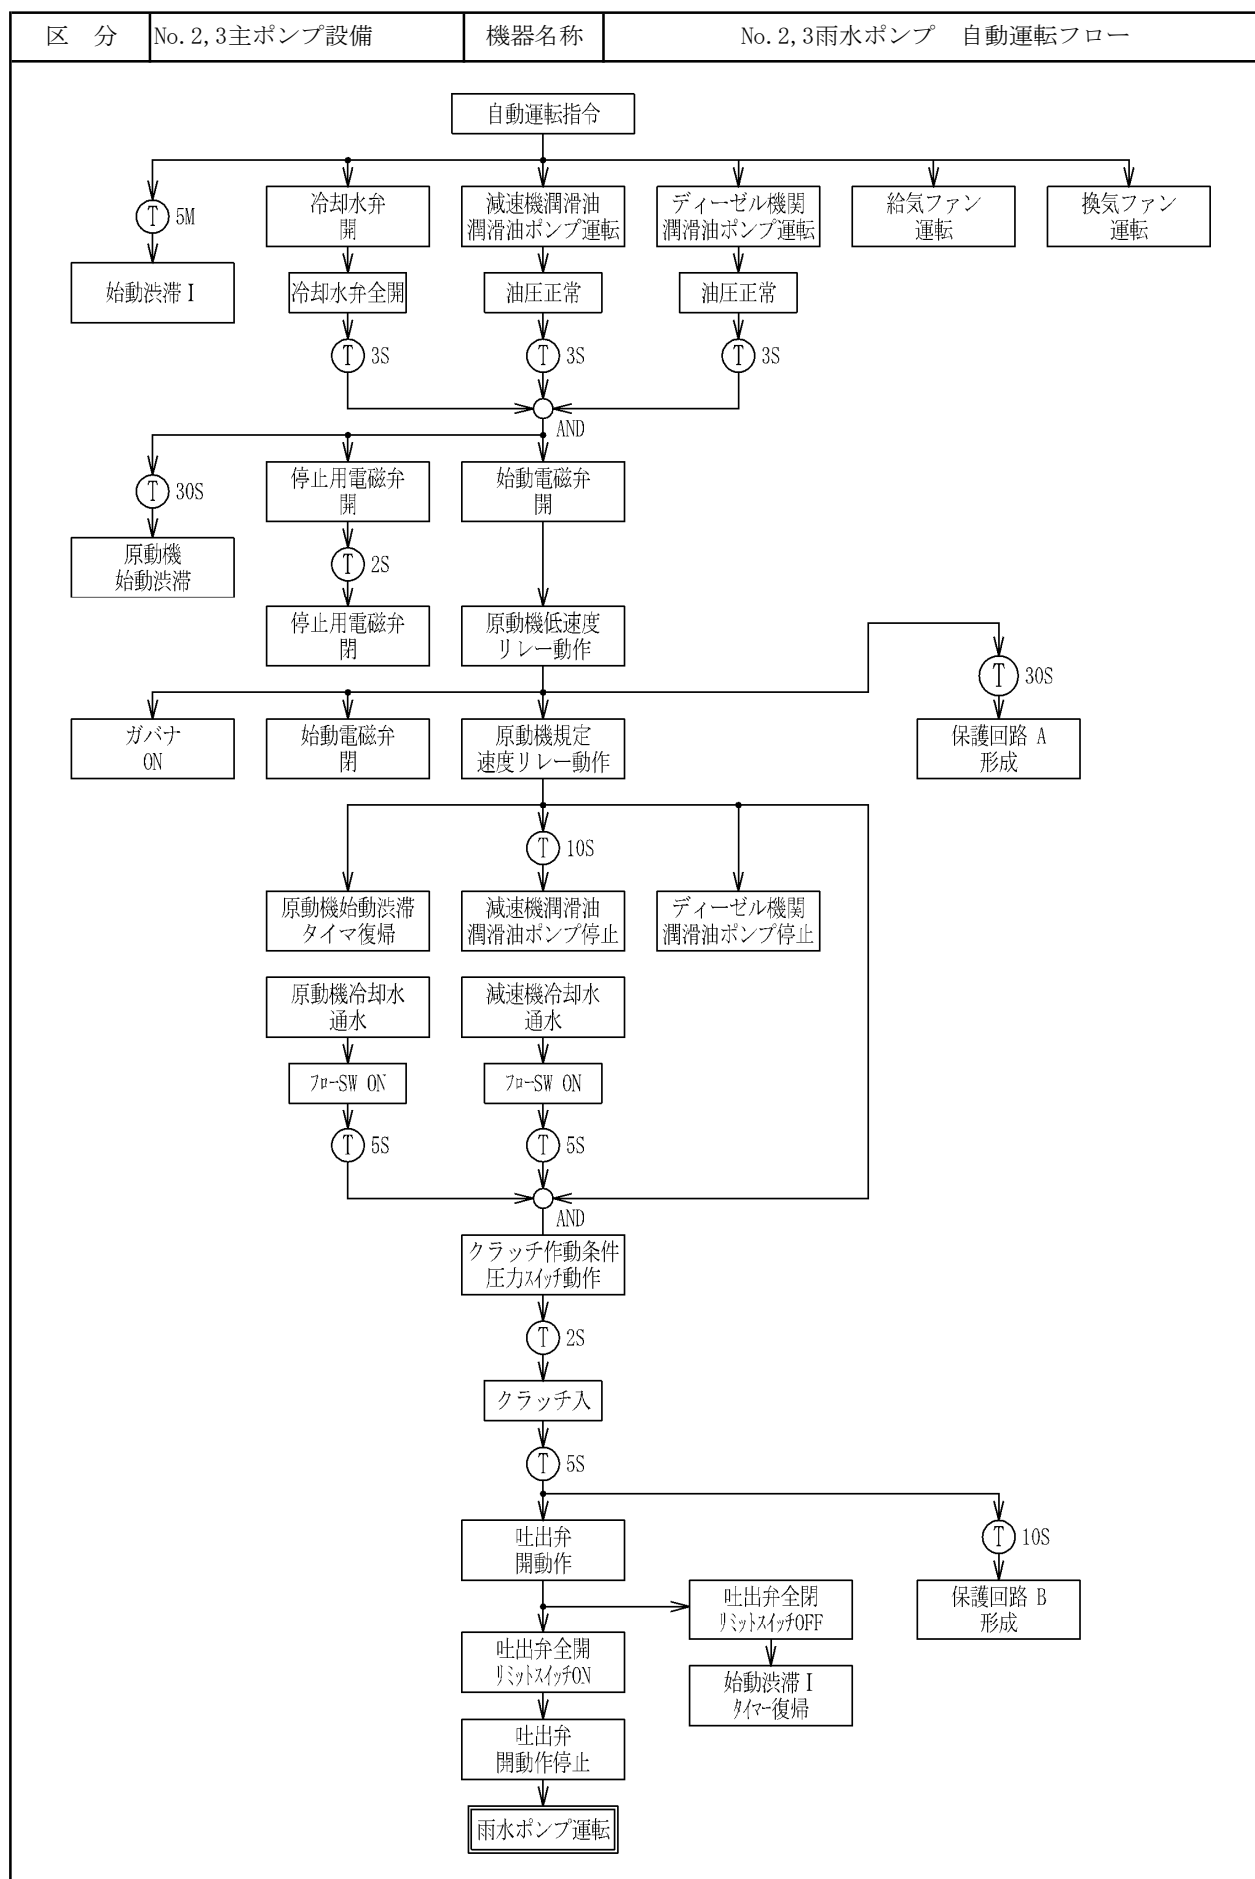 区　分
No.2,3主ポンプ設備
機器名称
No.2,3雨水ポンプ　自動運転フロー
自動運転指令
T 5M
冷却水弁
開
減速機潤滑油
潤滑油ポンプ運転
ディーゼル機関
潤滑油ポンプ運転
給気ファン
運転
換気ファン
運転
始動渋滞Ⅰ
冷却水弁全開
油圧正常
油圧正常
T 3S
T 3S
T 3S
AND
T 30S
停止用電磁弁
開
始動電磁弁
開
原動機
始動渋滞
T 2S
停止用電磁弁
閉
原動機低速度
リレー動作
T 30S
ガバナ
ON
始動電磁弁
閉
原動機規定
速度リレー動作
保護回路 A
形成
T 10S
原動機始動渋滞
タイマ復帰
減速機潤滑油
潤滑油ポンプ停止
ディーゼル機関
潤滑油ポンプ停止
原動機冷却水
通水
減速機冷却水
通水
フローSW ON
フローSW ON
T 5S
T 5S
AND
クラッチ作動条件
圧力スイッチ動作
T 2S
クラッチ入
T 5S
吐出弁
開動作
T 10S
吐出弁全閉
リミットスイッチOFF
保護回路 B
形成
吐出弁全開
リミットスイッチON
始動渋滞Ⅰ
タイマー復帰
吐出弁
開動作停止
雨水ポンプ運転